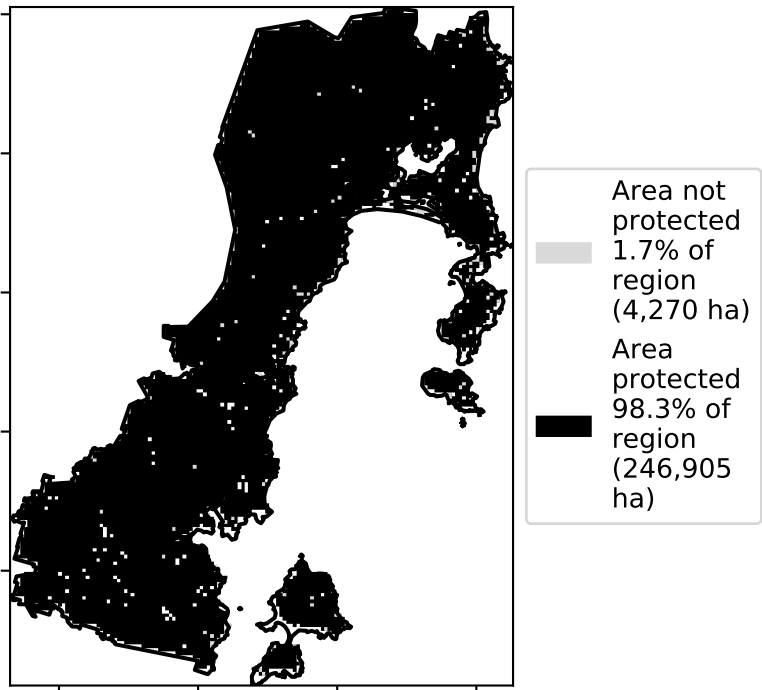 Area not
protected
1.7% of
region
(4,270 ha)
Area
protected
98.3% of
region
(246,905
ha)